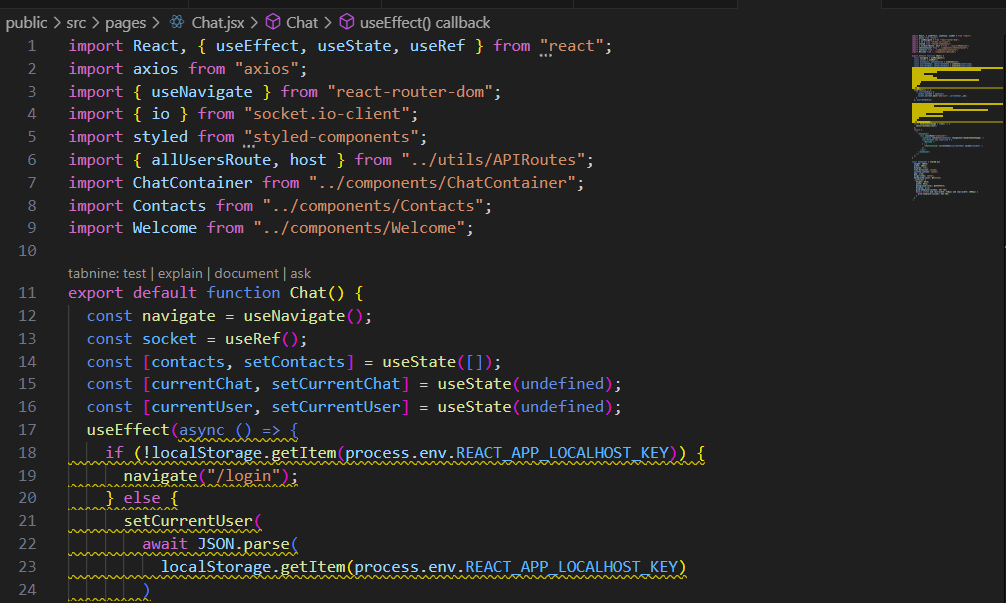 public > src > pages > Chat.jsx > Chat > useEffect() callback
1 import React, { useEffect, useState, useRef } from "react";
2 import axios from "axios";
3 import { useNavigate } from "react-router-dom";
4 import { io } from "socket.io-client";
5 import styled from "styled-components";
6 import { allUsersRoute, host } from "../utils/APIRoutes";
7 import ChatContainer from "../components/ChatContainer";
8 import Contacts from "../components/Contacts";
9 import Welcome from "../components/Welcome";
10
tabnine: test | explain | document | ask
11 export default function Chat() {
12   const navigate = useNavigate();
13   const socket = useRef();
14   const [contacts, setContacts] = useState([]);
15   const [currentChat, setCurrentChat] = useState(undefined);
16   const [currentUser, setCurrentUser] = useState(undefined);
17   useEffect(async () => {
18     if (!localStorage.getItem(process.env.REACT_APP_LOCALHOST_KEY)) {
19       navigate("/login");
20     } else {
21       setCurrentUser(
22         await JSON.parse(
23           localStorage.getItem(process.env.REACT_APP_LOCALHOST_KEY)
24         )